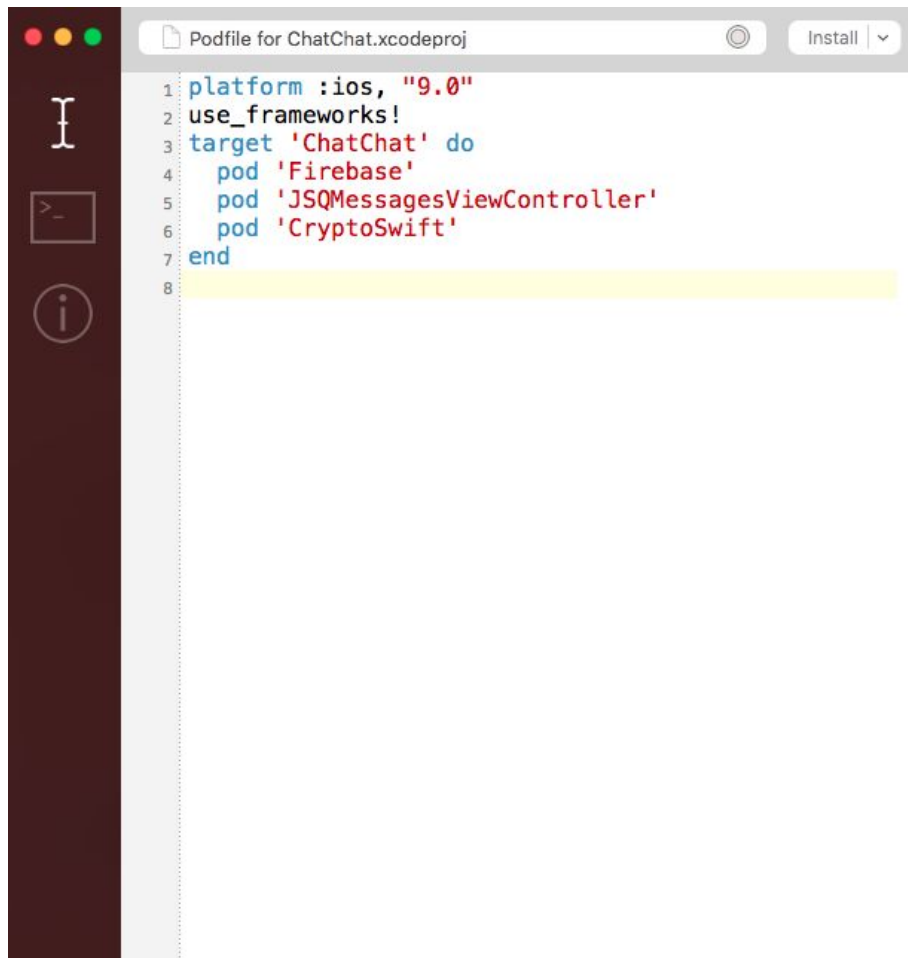 Podfile for ChatChat.xcodeproj
Install
1 platform :ios, "9.0"
2 use_frameworks!
3 target 'ChatChat' do
4   pod 'Firebase'
5   pod 'JSQMessagesViewController'
6   pod 'CryptoSwift'
7 end
8
>_
i